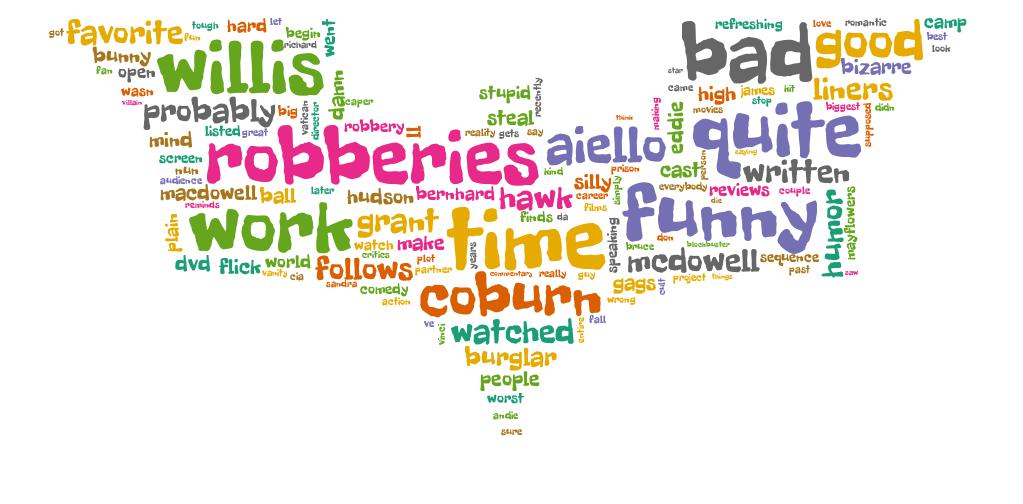 got favorite tough hard let
fun
begin
richard
went
refreshing love romantic camp
best
look
bunny
fan open
willis
bad good
bizarre
star
wasn
villain
damn
caper
stupid
recently
came high james hit liners
movies stop biggest didn
probably big
vatican
director
steal
making
eddie
quite
supposed
listed great
robbery
11
reality gets say
think
mind
screen
nun
audience
robberies
aiello
kind
prison
cast
person
saying
written
macdowell ball later hudson bernhard hawk silly
career
simply
everybody reviews couple
die
reminds
films
plain
work grant
time
finds da
speaking
funny
humor
mayflowers
watch make
critics
years
bruce don blockbuster
dvd flick world
vanity cia
follows
plot
partner
commentary really guy
mcdowell sequence
past
saw
sandra
comedy
action
coburn
gags
cult
project things
wrong
ve
vinci
watched
entire
fall
burglar
people
worst
andie
sure